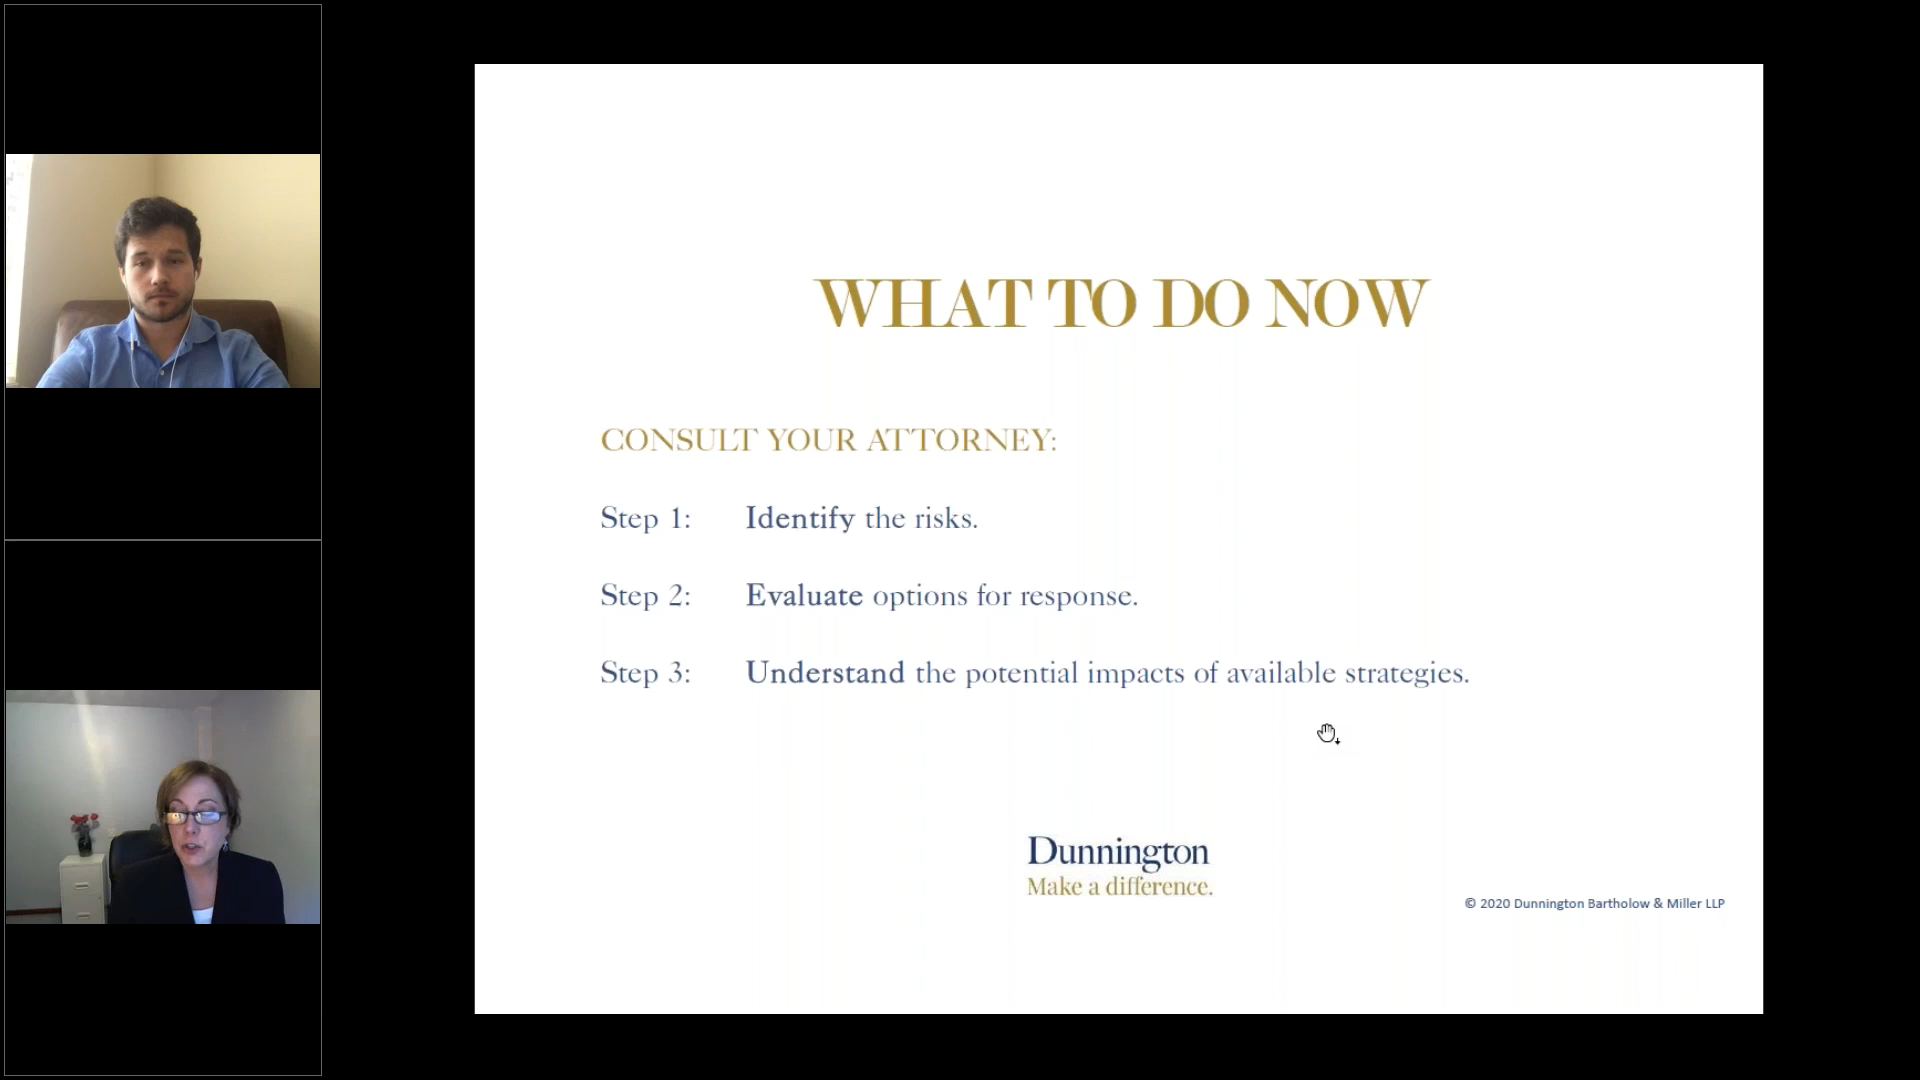 WHAT TO DO NOW
CONSULT YOUR ATTORNEY:
Step 1: Identify the risks.
Step 2: Evaluate options for response.
Step 3: Understand the potential impacts of available strategies.
Dunnington
Make a difference.
© 2020 Dunnington Bartholow & Miller LLP